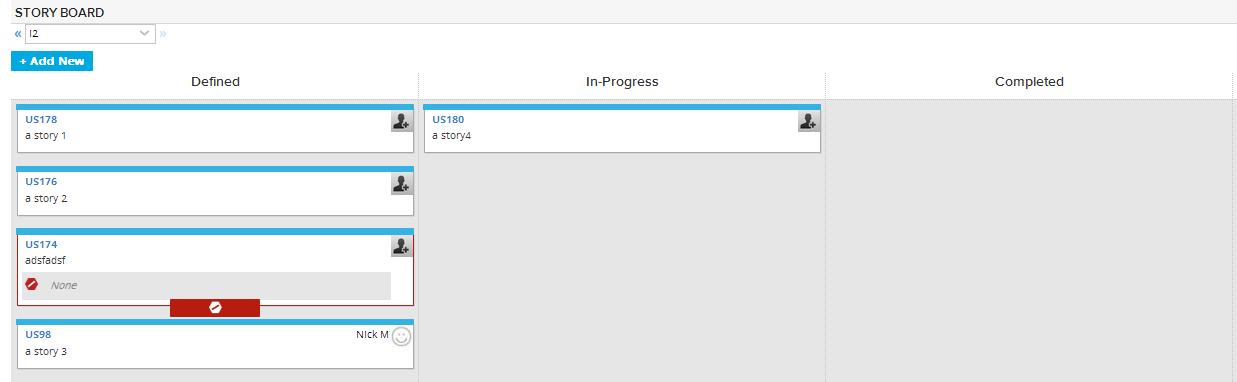 STORY BOARD
« I2 »
+ Add New
Defined
In-Progress
Completed
US178
a story 1
US176
a story 2
US174
adsfadsf
None
US98
Nick M
a story 3
US180
a story4